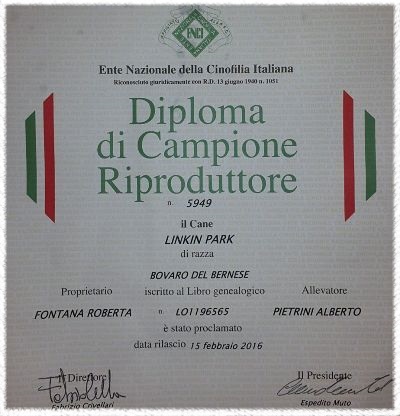 ENCI
Ente Nazionale della Cinofilia Italiana
Riconosciuto giuridicamente con R.D. 13 giugno 1940 n. 1051
Diploma
di Campione
Riproduttore
n. 5949
il Cane
LINKIN PARK
di razza
BOVARO DEL BERNESE
Proprietario iscritto al Libro genealogico Allevatore
FONTANA ROBERTA n. LO1196565 PIETRINI ALBERTO
è stato proclamato
data rilascio 15 febbraio 2016
Il Direttore Il Presidente
Fabrizio Crivellari Espedito Muto